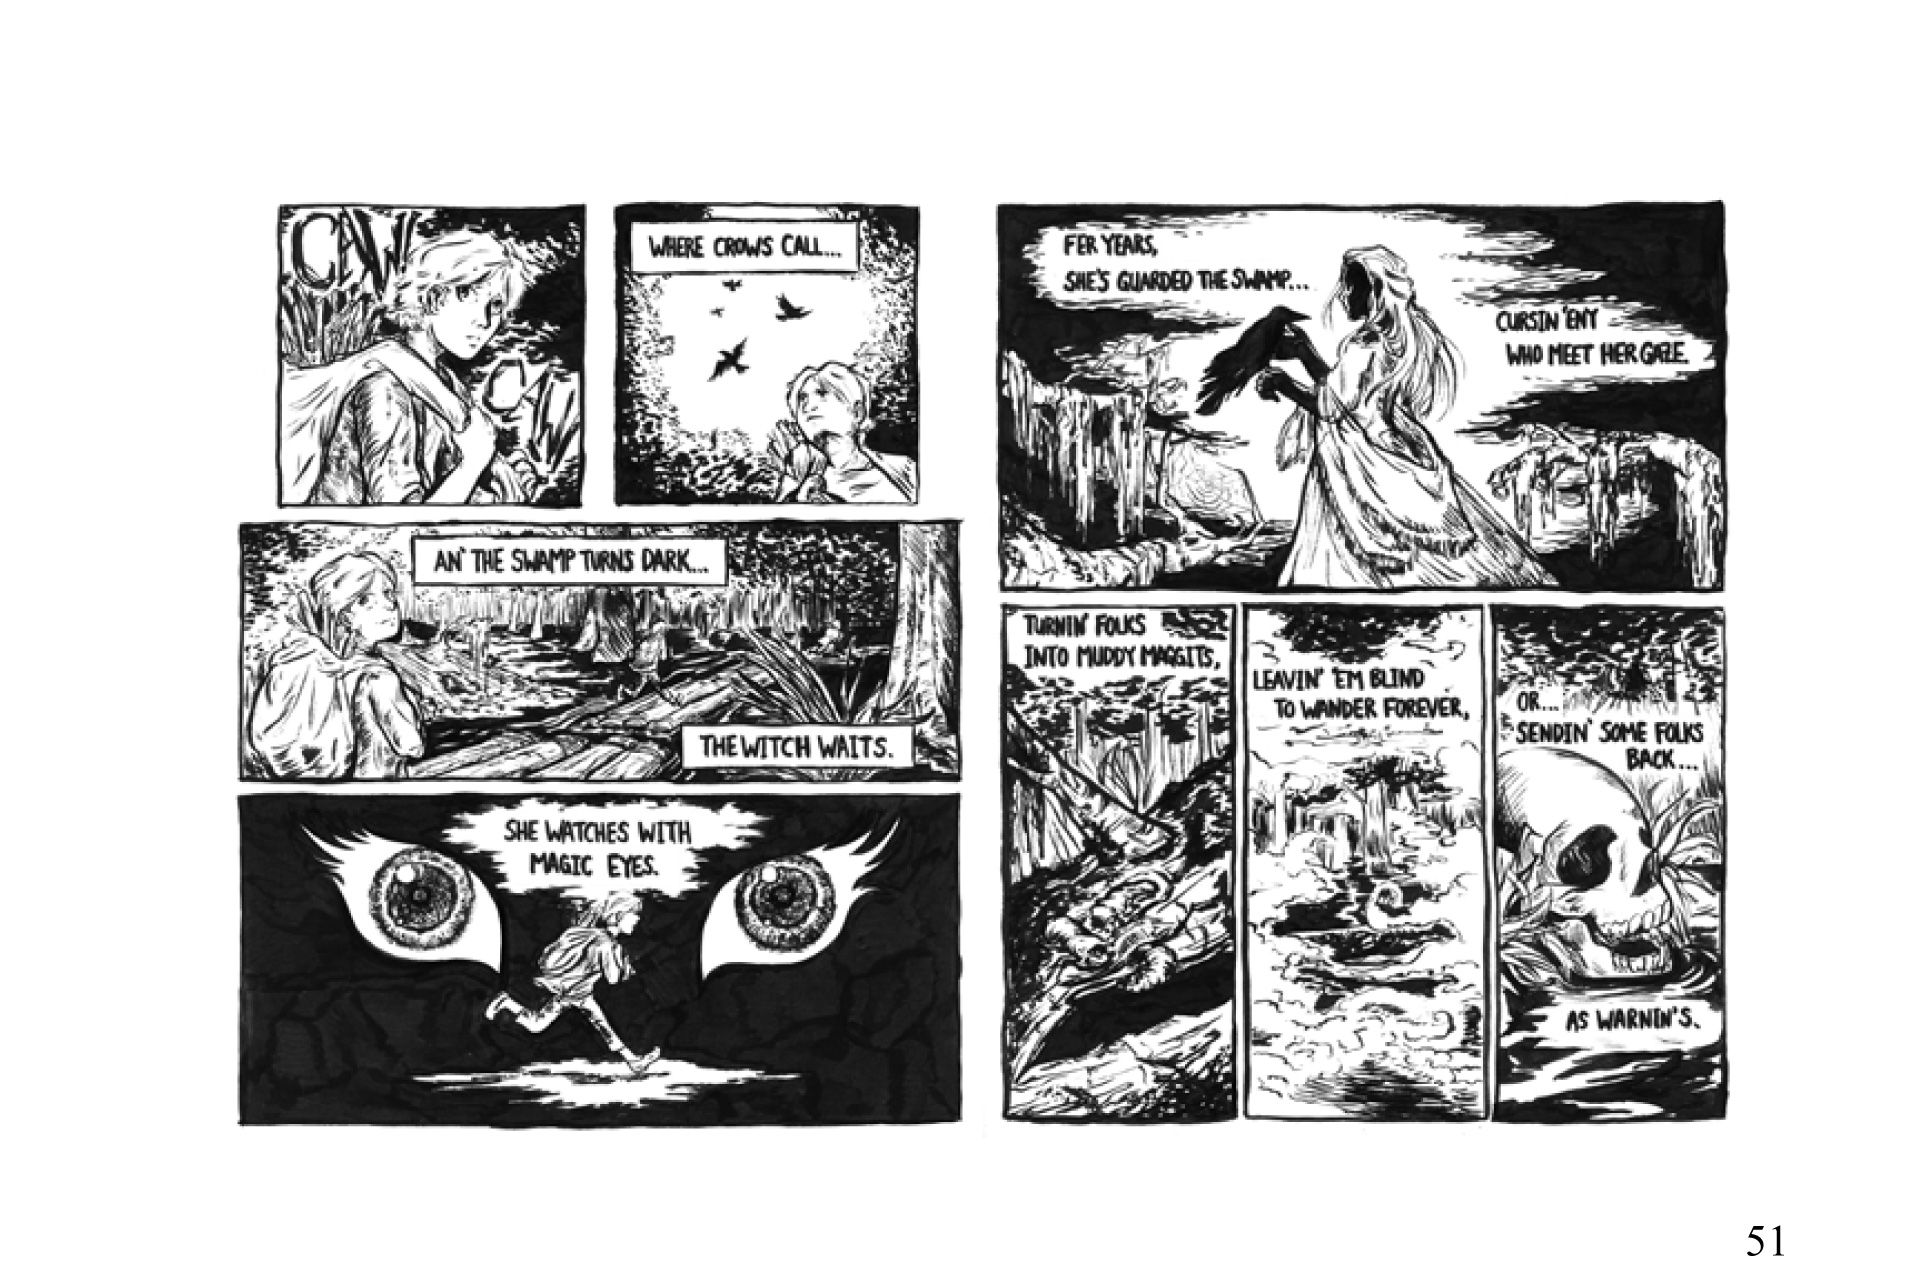 CAW
CAW
WHERE CROWS CALL...
AN' THE SWAMP TURNS DARK...
THE WITCH WAITS.
SHE WATCHES WITH
MAGIC EYES.
FER YEARS,
SHE'S GUARDED THE SWAMP...
CURSIN' ENY
WHO MEET HER GAZE.
TURNIN' FOLKS
INTO MUDDY MAGGITS,
LEAVIN' 'EM BLIND
TO WANDER FOREVER,
OR...
SENDIN' SOME FOLKS
BACK...
AS WARNIN'S.
51